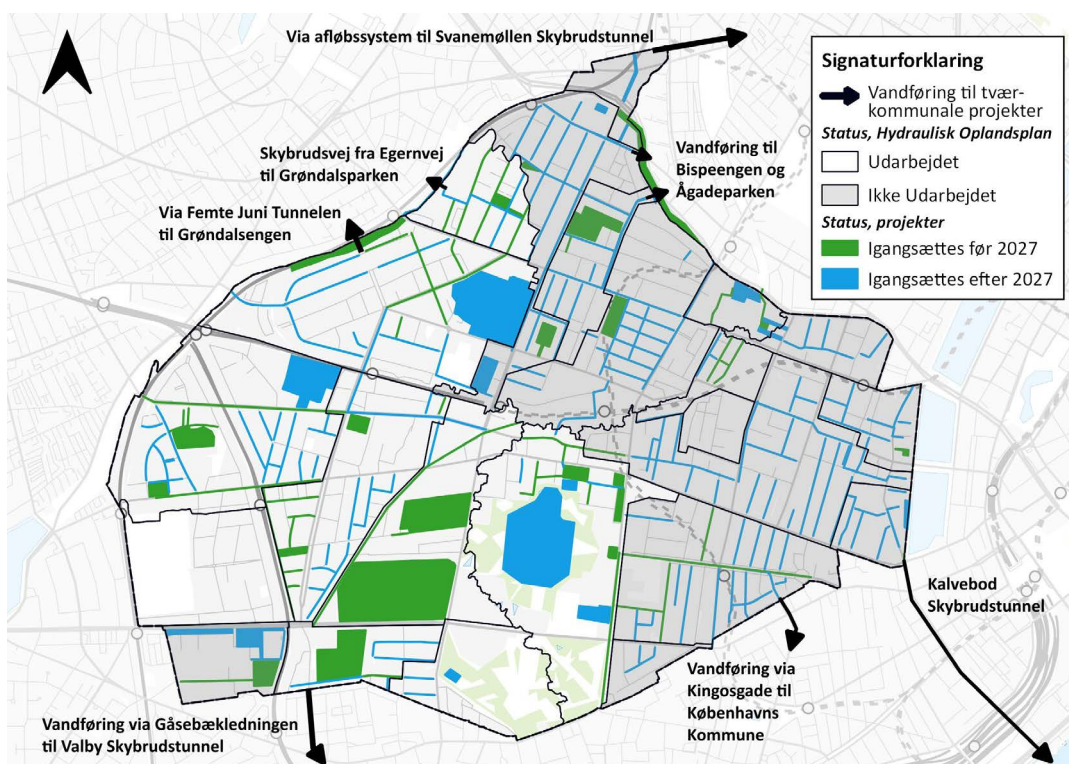 Via afløbssystem til Svanemøllen Skybrudstunnel
Skybrudsvej fra Egernvej
til Grøndalsparken
Vandføring til
Bispeengen og
Ågadeparken
Via Femte Juni Tunnelen
til Grøndalsengen
Signaturforklaring
Vandføring til tvær-
kommunale projekter
Status, Hydraulisk Oplandsplan
Udarbejdet
Ikke Udarbejdet
Status, projekter
Igangsættes før 2027
Igangsættes efter 2027
Kalvebod
Skybrudstunnel
Vandføring via
Kingosgade til
Københavns
Kommune
Vandføring via Gåsebækledningen
til Valby Skybrudstunnel